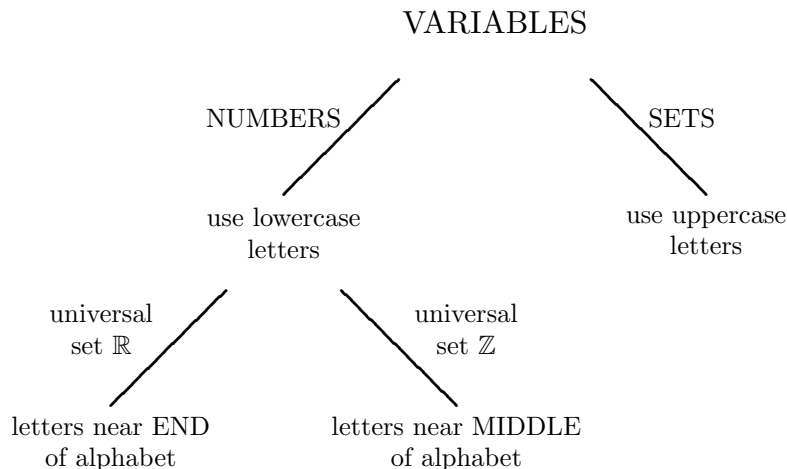 VARIABLES
NUMBERS
SETS
use lowercase
letters
use uppercase
letters
universal
set ℝ
universal
set ℤ
letters near END
of alphabet
letters near MIDDLE
of alphabet